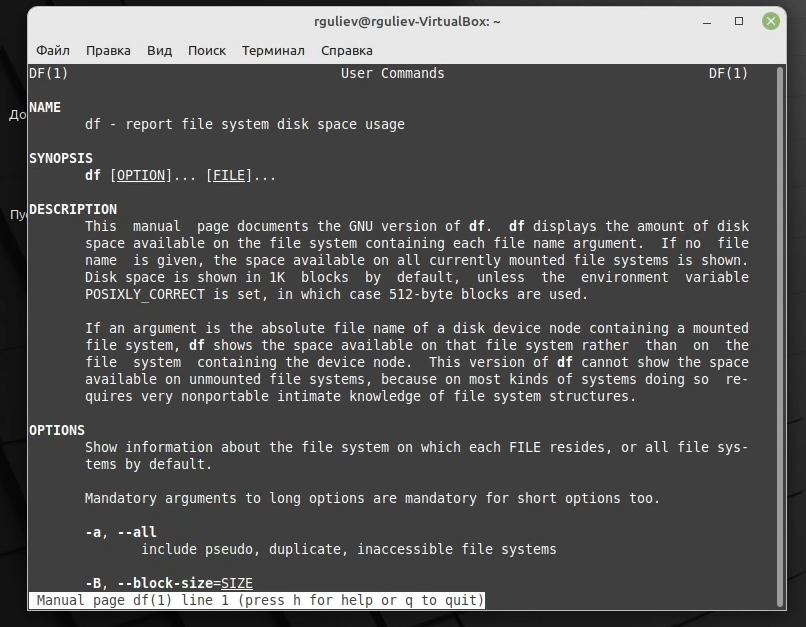 rguliev@rguliev-VirtualBox: ~
Файл Правка Вид Поиск Терминал Справка
DF(1) User Commands DF(1)
NAME
df - report file system disk space usage
SYNOPSIS
df [OPTION]... [FILE]...
DESCRIPTION
This manual page documents the GNU version of df. df displays the amount of disk
space available on the file system containing each file name argument. If no file
name is given, the space available on all currently mounted file systems is shown.
Disk space is shown in 1K blocks by default, unless the environment variable
POSIXLY_CORRECT is set, in which case 512-byte blocks are used.
If an argument is the absolute file name of a disk device node containing a mounted
file system, df shows the space available on that file system rather than on the
file system containing the device node. This version of df cannot show the space
available on unmounted file systems, because on most kinds of systems doing so re-
quires very nonportable intimate knowledge of file system structures.
OPTIONS
Show information about the file system on which each FILE resides, or all file sys-
tems by default.
Mandatory arguments to long options are mandatory for short options too.
-a, --all
include pseudo, duplicate, inaccessible file systems
-B, --block-size=SIZE
Manual page df(1) line 1 (press h for help or q to quit)
До